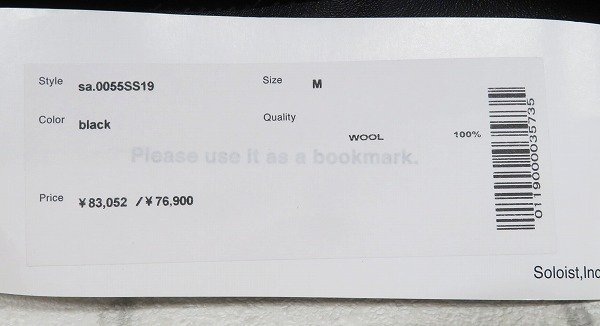 Style sa.0055SS19 Size M
Color black Quality
WOOL 100%
Please use it as a bookmark.
Price ¥83,052 /¥76,900
0119000035735
Soloist,Inc